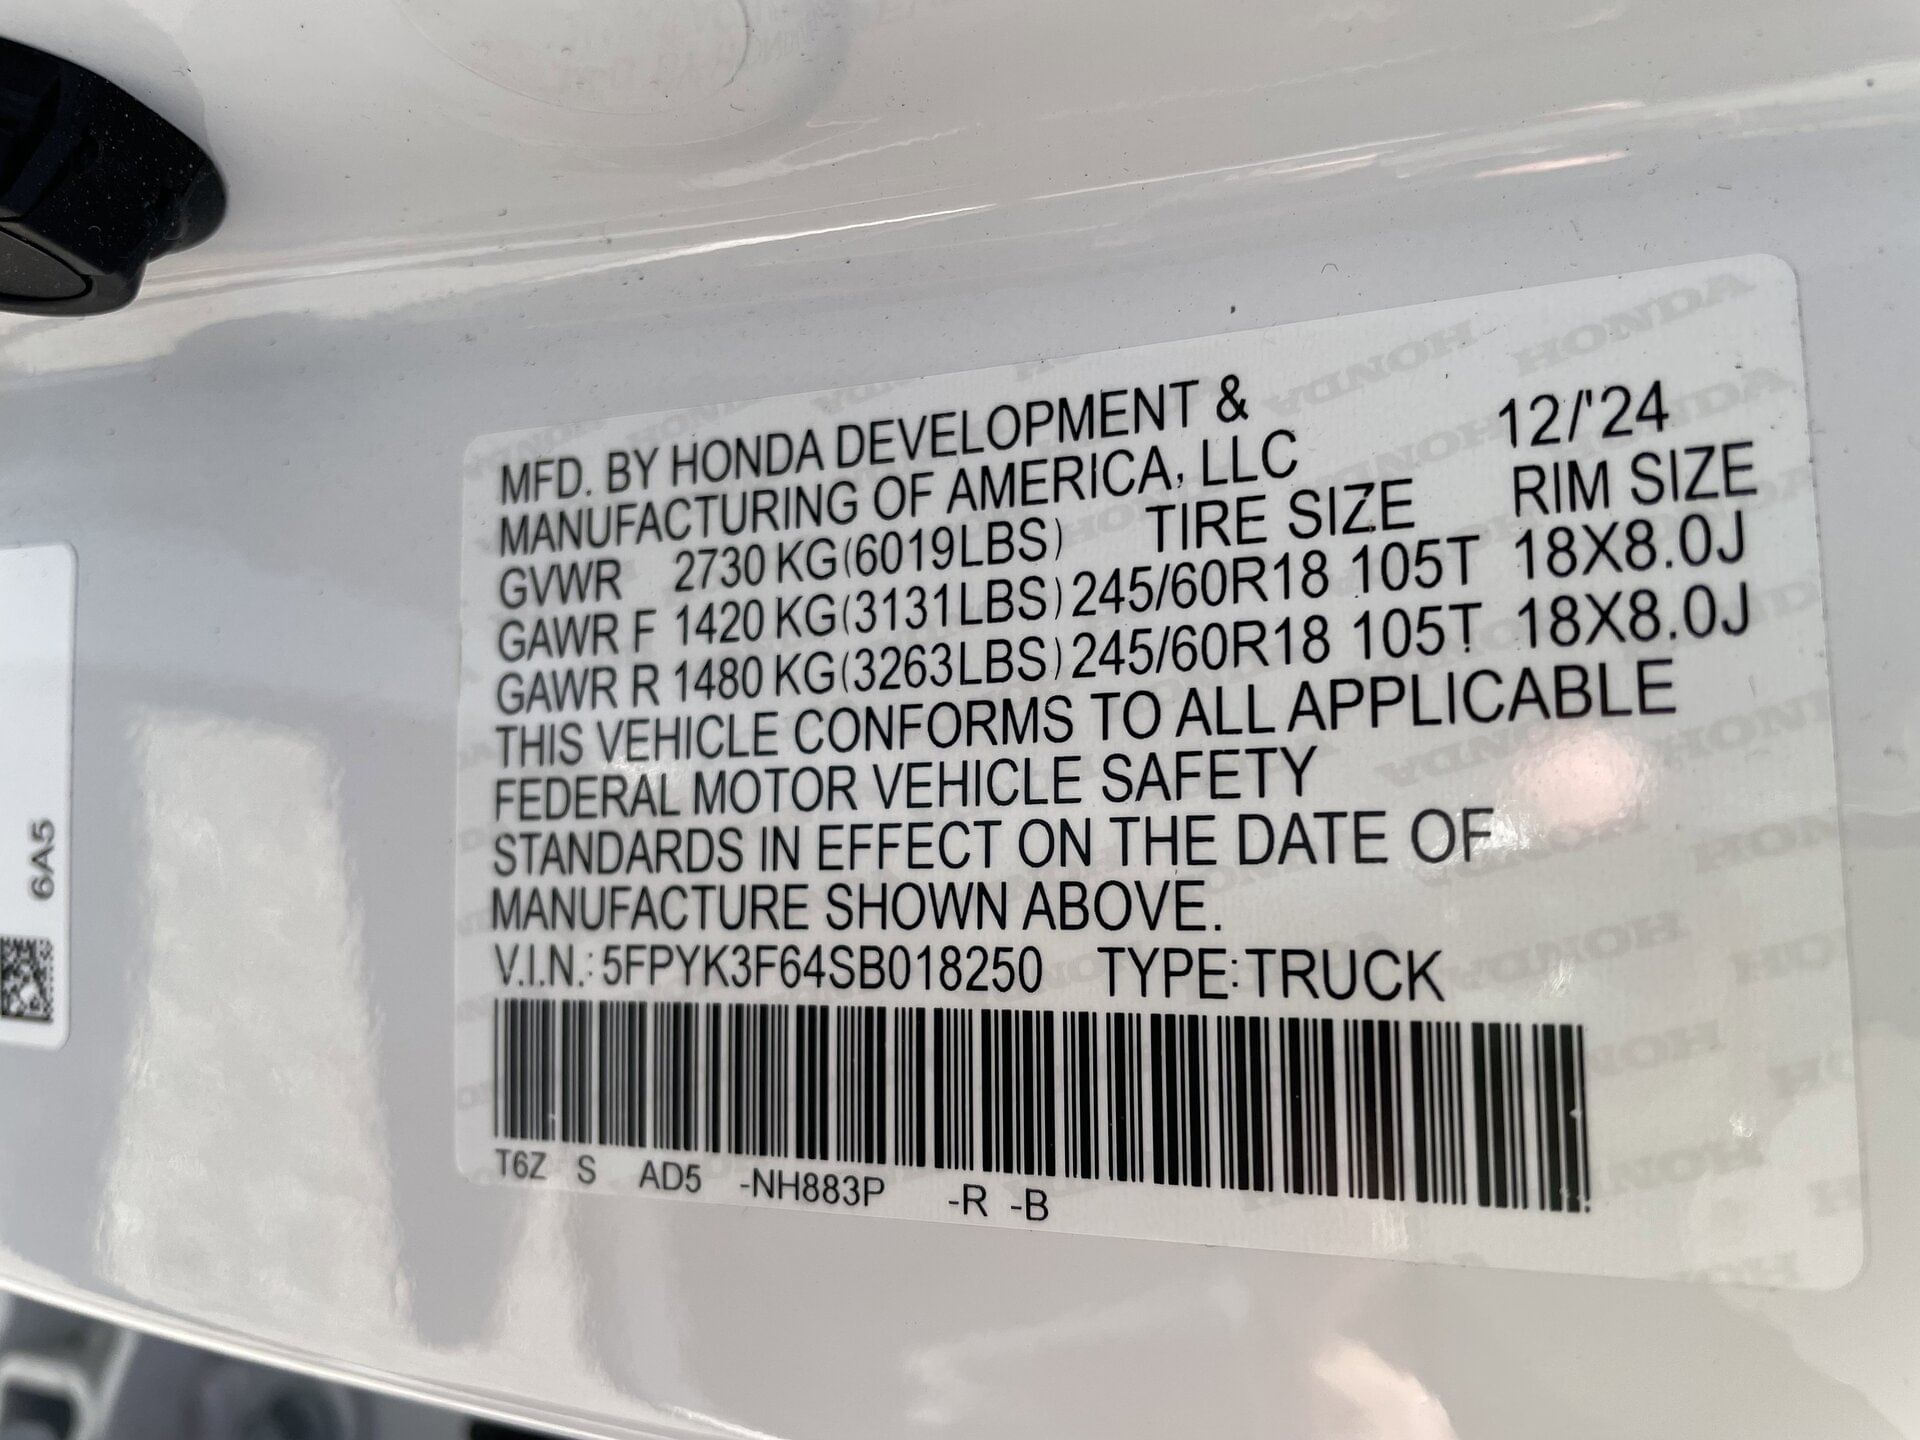 MFD. BY HONDA DEVELOPMENT &
MANUFACTURING OF AMERICA, LLC 12/'24
GVWR 2730 KG(6019LBS) TIRE SIZE RIM SIZE
GAWR F 1420 KG(3131LBS) 245/60R18 105T 18X8.0J
GAWR R 1480 KG(3263LBS) 245/60R18 105T 18X8.0J
THIS VEHICLE CONFORMS TO ALL APPLICABLE
FEDERAL MOTOR VEHICLE SAFETY
STANDARDS IN EFFECT ON THE DATE OF
MANUFACTURE SHOWN ABOVE.
V.I.N.: 5FPYK3F64SB018250 TYPE:TRUCK
T6Z S AD5 -NH883P -R -B
6A5